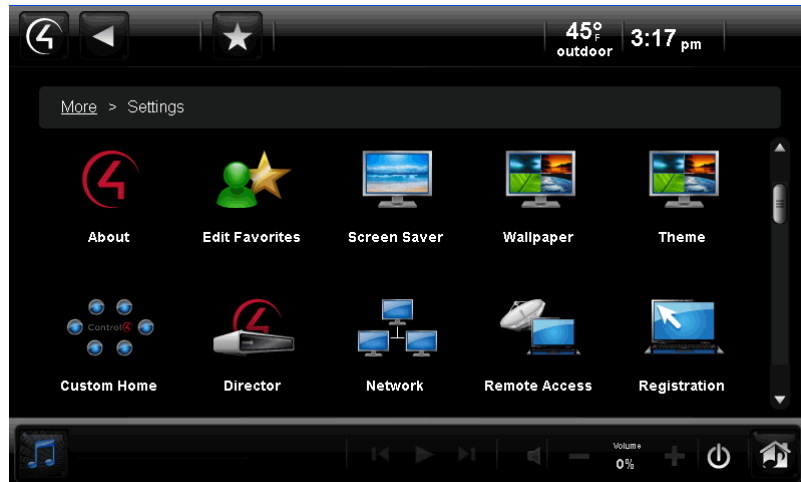 45°F
outdoor
3:17 pm
More > Settings
About
Edit Favorites
Screen Saver
Wallpaper
Theme
Control4
Custom Home
Director
Network
Remote Access
Registration
Volume
0%